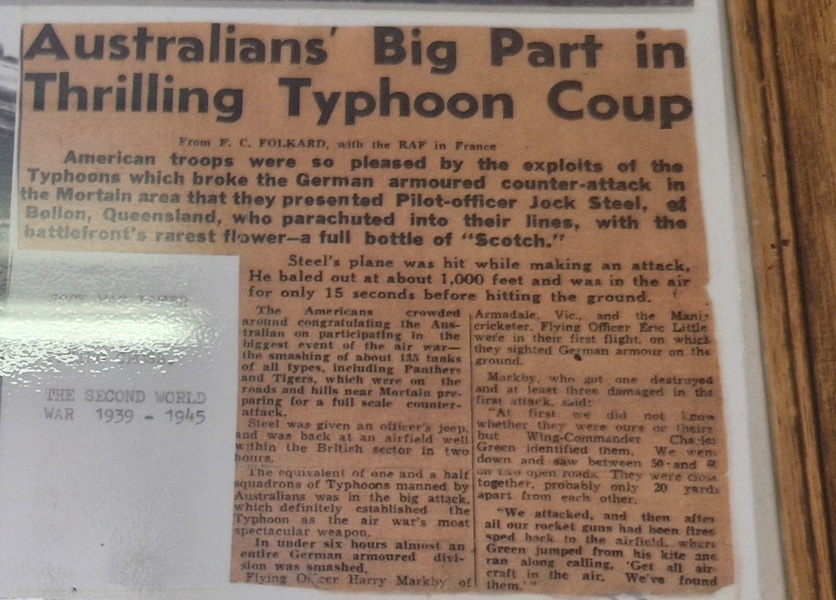 Australians' Big Part in
Thrilling Typhoon Coup
From F. C. FOLKARD, with the RAF in France
American troops were so pleased by the exploits of the
Typhoons which broke the German armoured counter-attack in
the Mortain area that they presented Pilot-officer Jock Steel, of
Bollon, Queensland, who parachuted into their lines, with the
battlefront's rarest flower—a full bottle of "Scotch."
Steel's plane was hit while making an attack.
He baled out at about 1,000 feet and was in the air
for only 15 seconds before hitting the ground.
The Americans crowded
around congratulating the Aus-
tralian on participating in the
biggest event of the air war—
the smashing of about 135 tanks
of all types, including Panthers
and Tigers, which were on the
roads and hills near Mortain pre-
paring for a full scale counter-
attack.
Steel was given an officer's jeep,
and was back at an airfield well
within the British sector in two
hours.
The equivalent of one and a half
squadrons of Typhoons manned by
Australians was in the big attack,
which definitely established the
Typhoon as the air war's most
spectacular weapon.
In under six hours almost an
entire German armoured divi-
sion was smashed.
Flying Officer Harry Markby of
Armadale, Vic., and the Manly
cricketer, Flying Officer Eric Little
were in their first flight, on which
they sighted German armour on the
ground.
Markby, who got one destroyed
and at least three damaged in the
first attack, said:
"At first we did not know
whether they were ours or theirs
but Wing-Commander Charles
Green identified them. We went
down and saw between 50 and
on two open roads. They were close
together, probably only 20 yards
apart from each other.
"We attacked, and then after
all our rocket guns had been fired
sped back to the airfield, where
Green jumped from his kite and
ran along calling, 'Get all air-
craft in the air. We've found
them.'"
THE SECOND WORLD
WAR 1939 - 1945